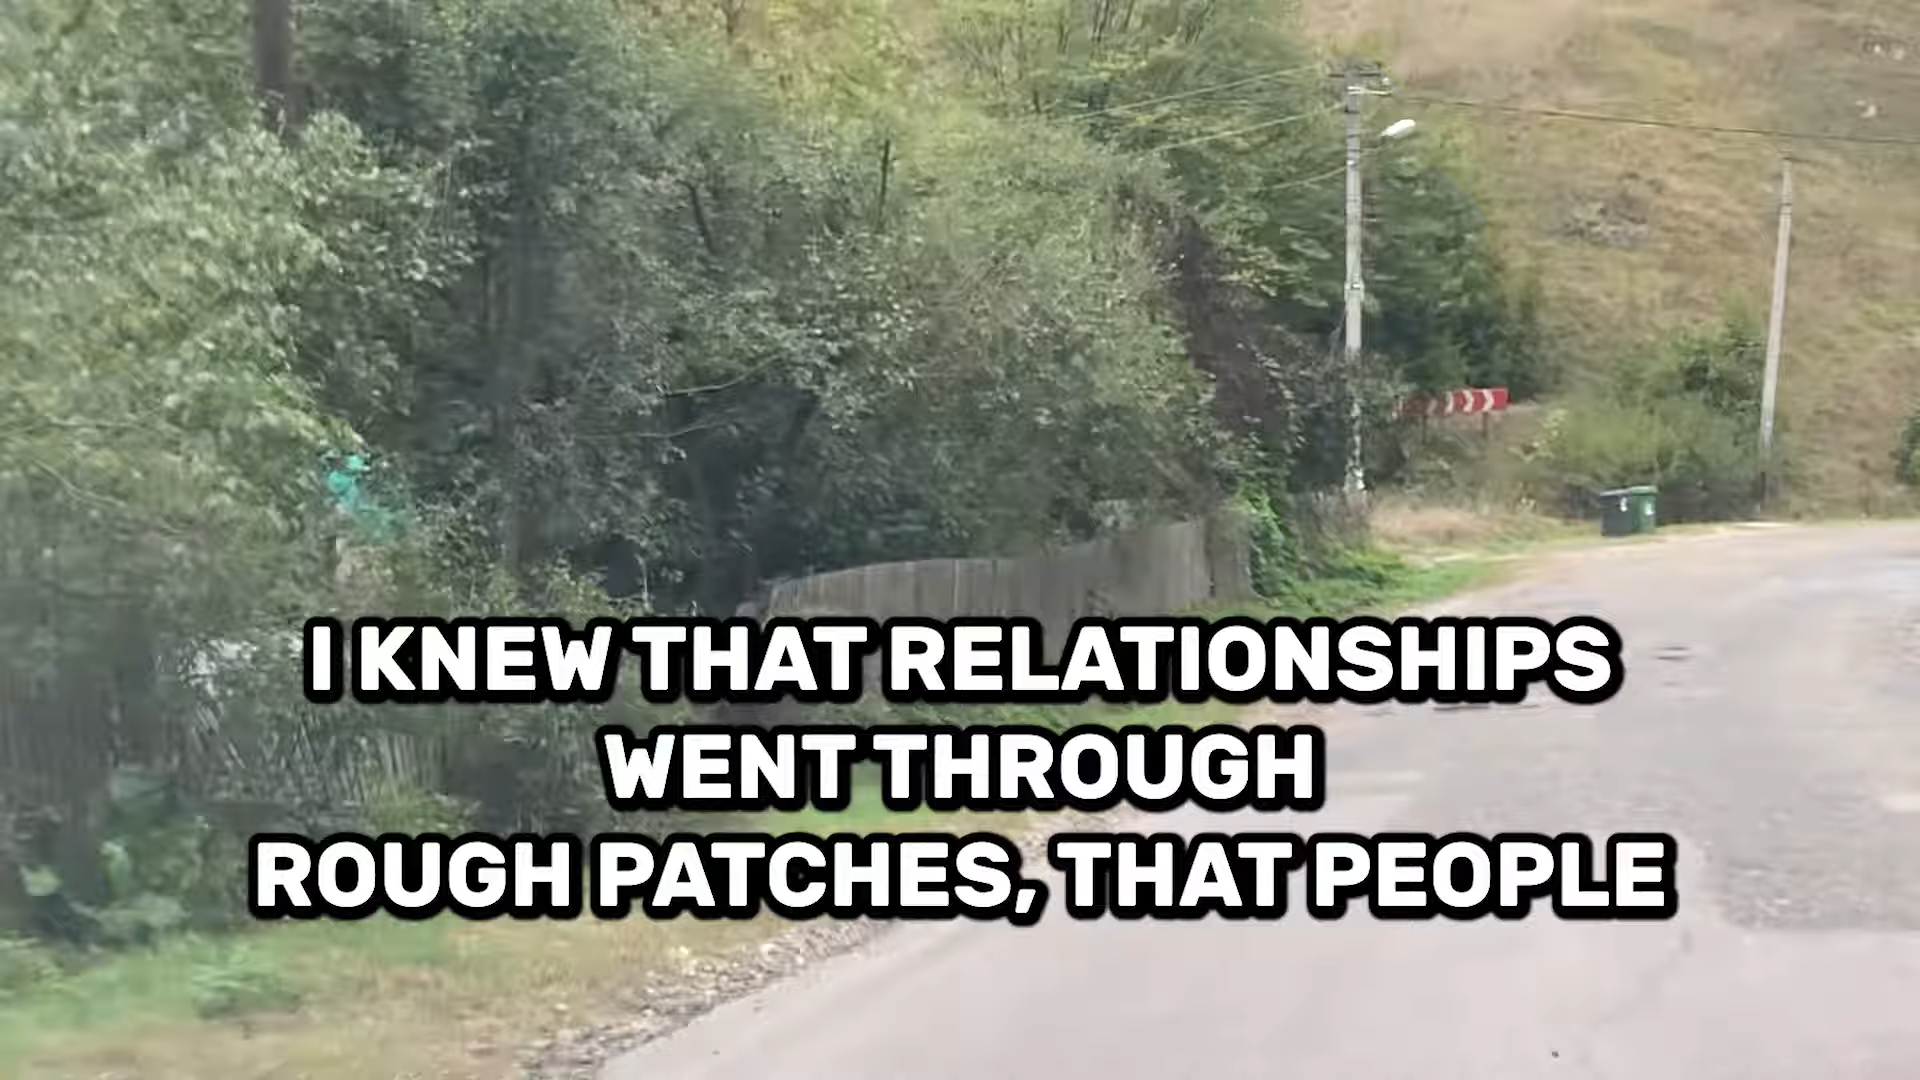 I KNEW THAT RELATIONSHIPS
WENT THROUGH
ROUGH PATCHES, THAT PEOPLE